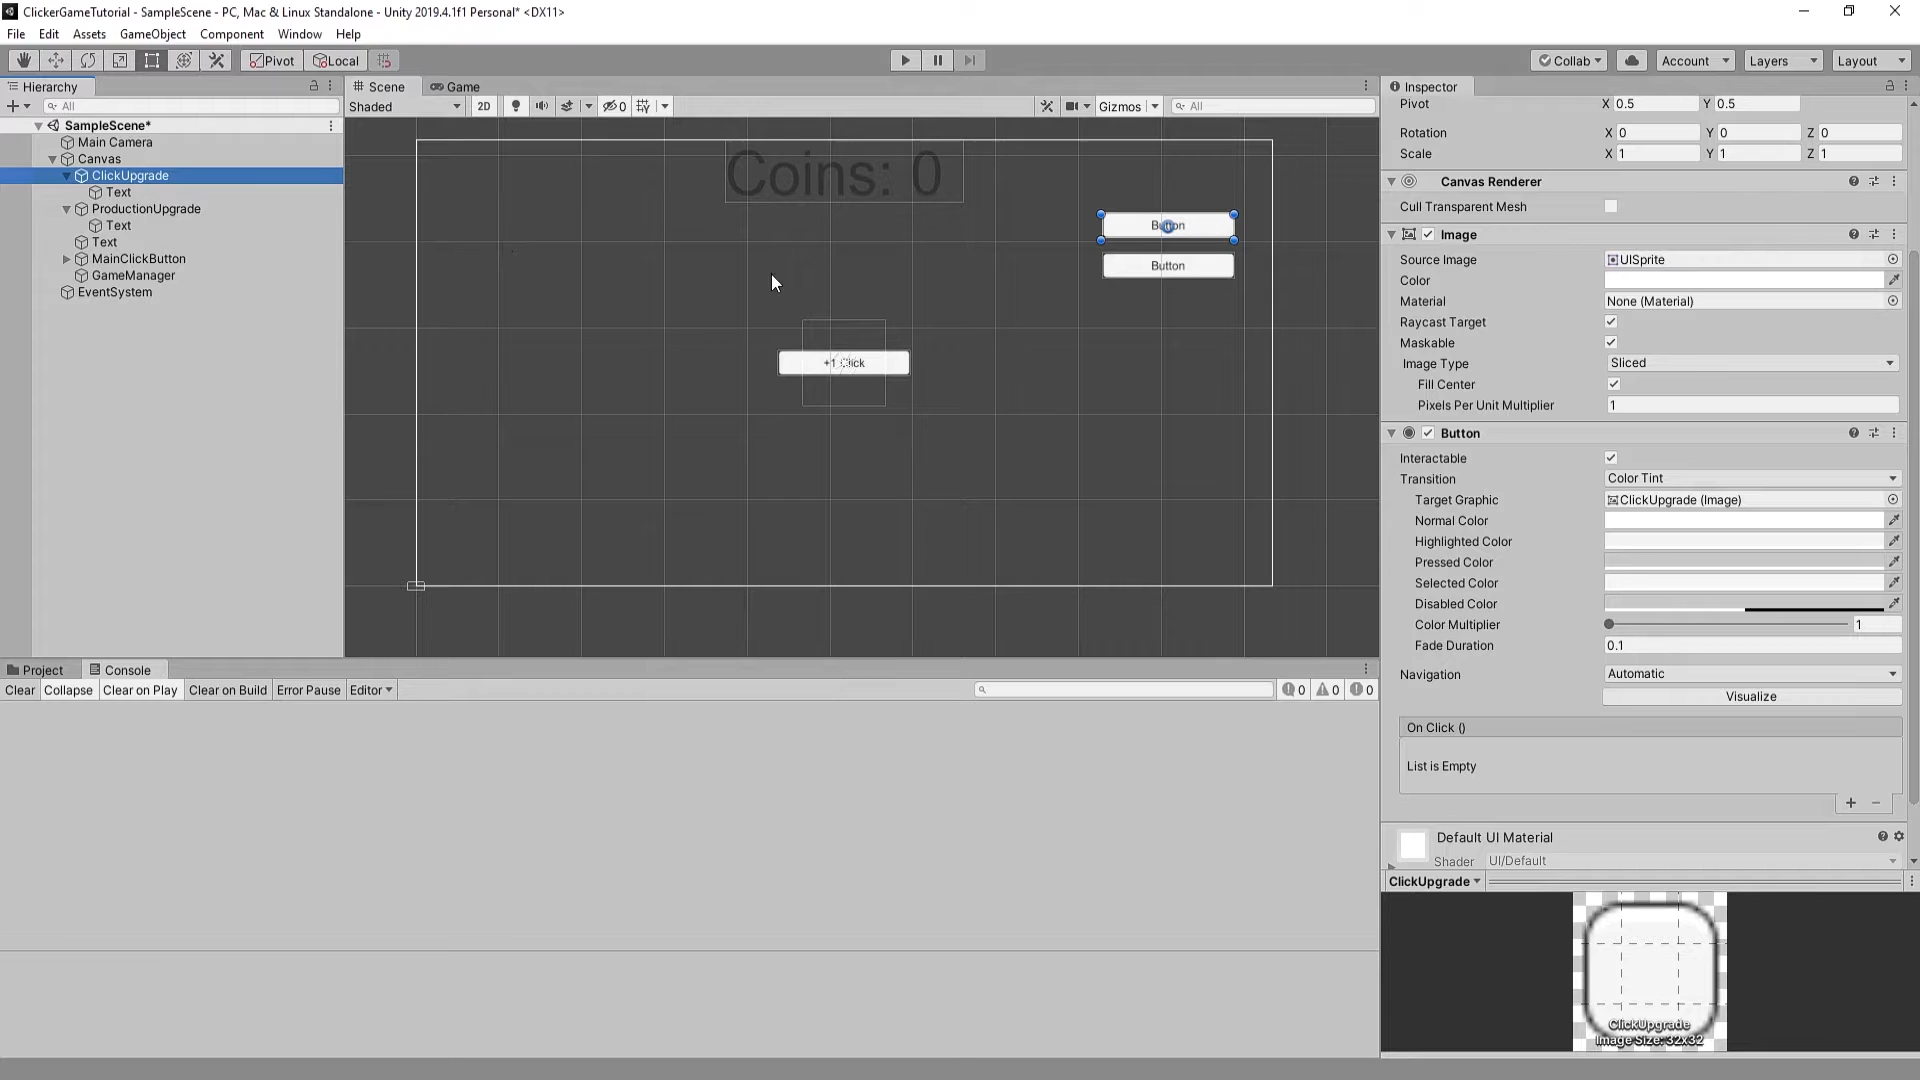 ClickerGameTutorial - SampleScene - PC, Mac & Linux Standalone - Unity 2019.4.1f1 Personal* <DX11>
File Edit Assets GameObject Component Window Help
Pivot Local Collab Account Layers Layout
Hierarchy
All
SampleScene*
Main Camera
Canvas
ClickUpgrade
Text
ProductionUpgrade
Text
Text
MainClickButton
GameManager
EventSystem
Scene Game
Shaded 2D 0 Gizmos All
Coins: 0
Button
Button
+1 Click
Inspector
Pivot X 0.5 Y 0.5
Rotation X 0 Y 0 Z 0
Scale X 1 Y 1 Z 1
Canvas Renderer
Cull Transparent Mesh
Image
Source Image UISprite
Color
Material None (Material)
Raycast Target
Maskable
Image Type Sliced
Fill Center
Pixels Per Unit Multiplier 1
Button
Interactable
Transition Color Tint
Target Graphic ClickUpgrade (Image)
Normal Color
Highlighted Color
Pressed Color
Selected Color
Disabled Color
Color Multiplier 1
Fade Duration 0.1
Navigation Automatic
Visualize
On Click ()
List is Empty
+ −
Default UI Material
Shader UI/Default
ClickUpgrade
ClickUpgrade
Image Size: 32x32
Project Console
Clear Collapse Clear on Play Clear on Build Error Pause Editor 0 0 0